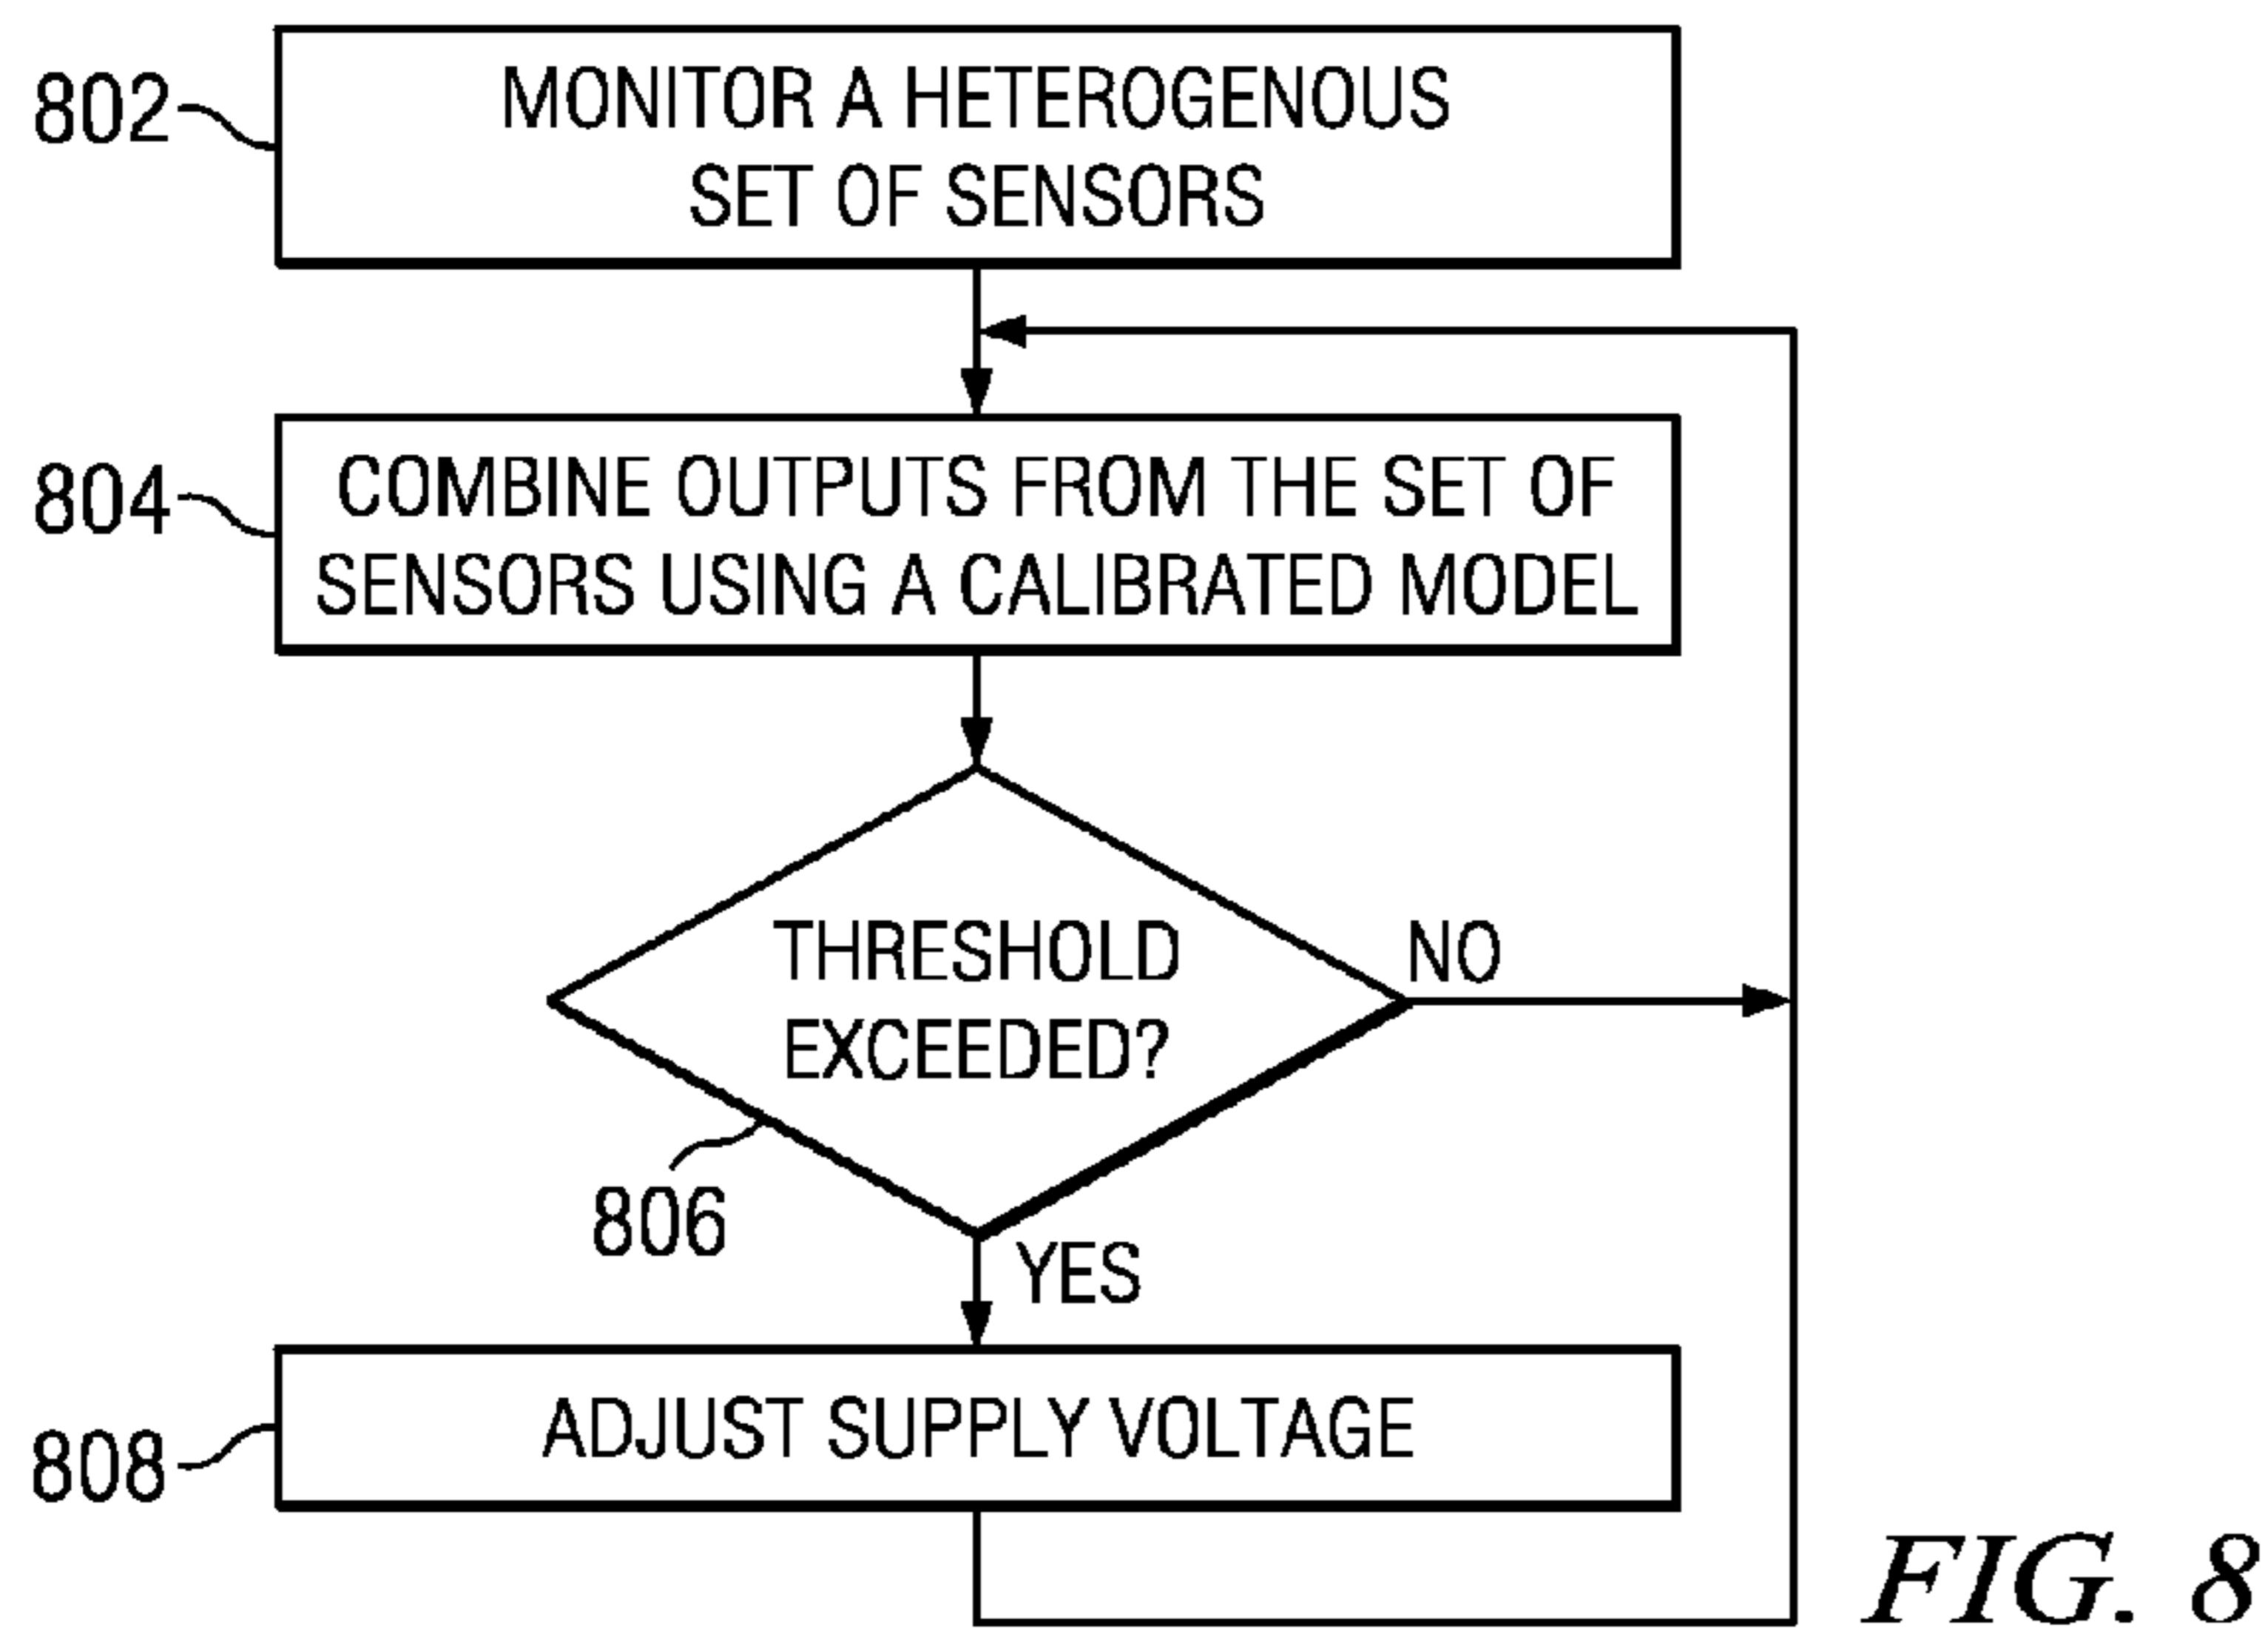 802
MONITOR A HETEROGENOUS
SET OF SENSORS
804
COMBINE OUTPUTS FROM THE SET OF
SENSORS USING A CALIBRATED MODEL
THRESHOLD
EXCEEDED?
NO
806
YES
808
ADJUST SUPPLY VOLTAGE
FIG. 8